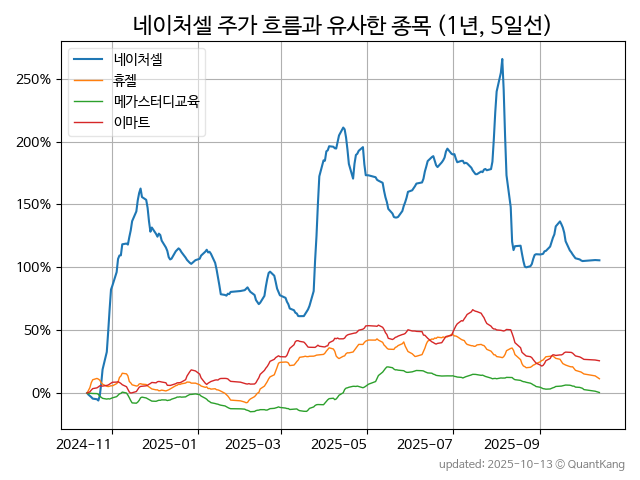 네이처셀 주가 흐름과 유사한 종목 (1년, 5일선)
네이처셀
휴젤
메가스터디교육
이마트
250%
200%
150%
100%
50%
0%
2024-11 2025-01 2025-03 2025-05 2025-07 2025-09
updated: 2025-10-13 © QuantKang